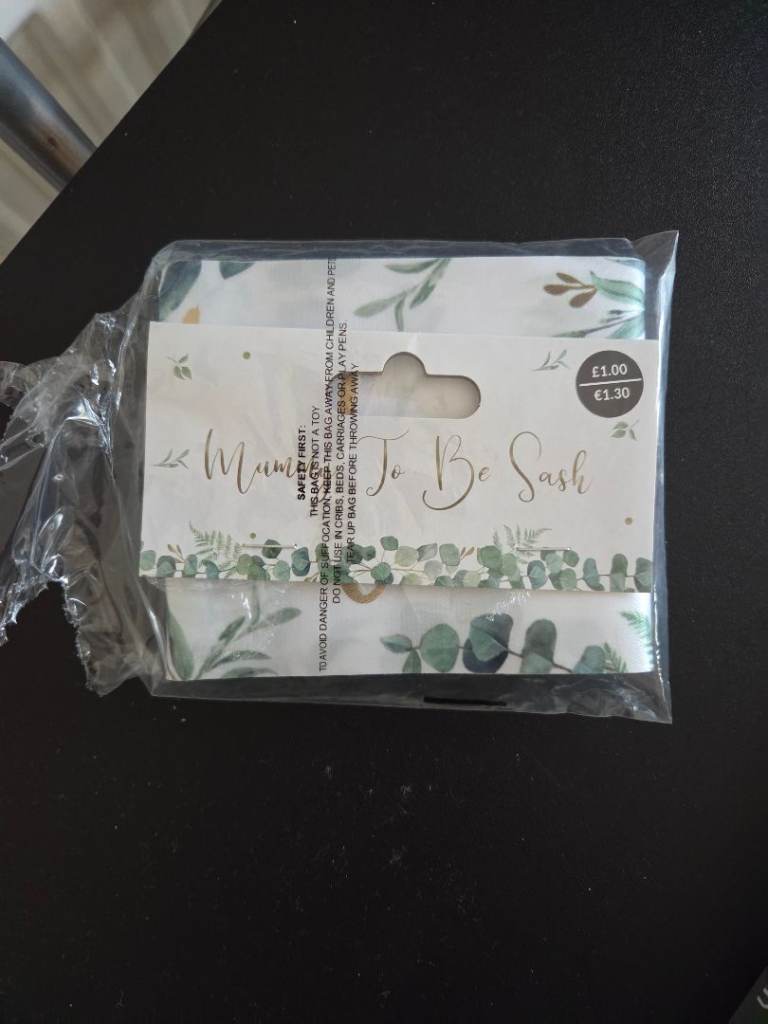 £1.00
€1.30
Mummy To Be Sash
SAFETY FIRST:
THIS BAG IS NOT A TOY
TO AVOID DANGER OF SUFFOCATION, KEEP THIS BAG AWAY FROM CHILDREN AND PETS
DO NOT USE IN CRIBS, BEDS, CARRIAGES OR PLAY PENS.
TEAR UP BAG BEFORE THROWING AWAY